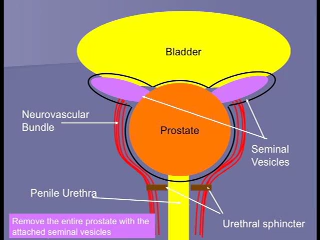 Bladder
Neurovascular
Bundle
Prostate
Seminal
Vesicles
Penile Urethra
Urethral sphincter
Remove the entire prostate with the
attached seminal vesicles